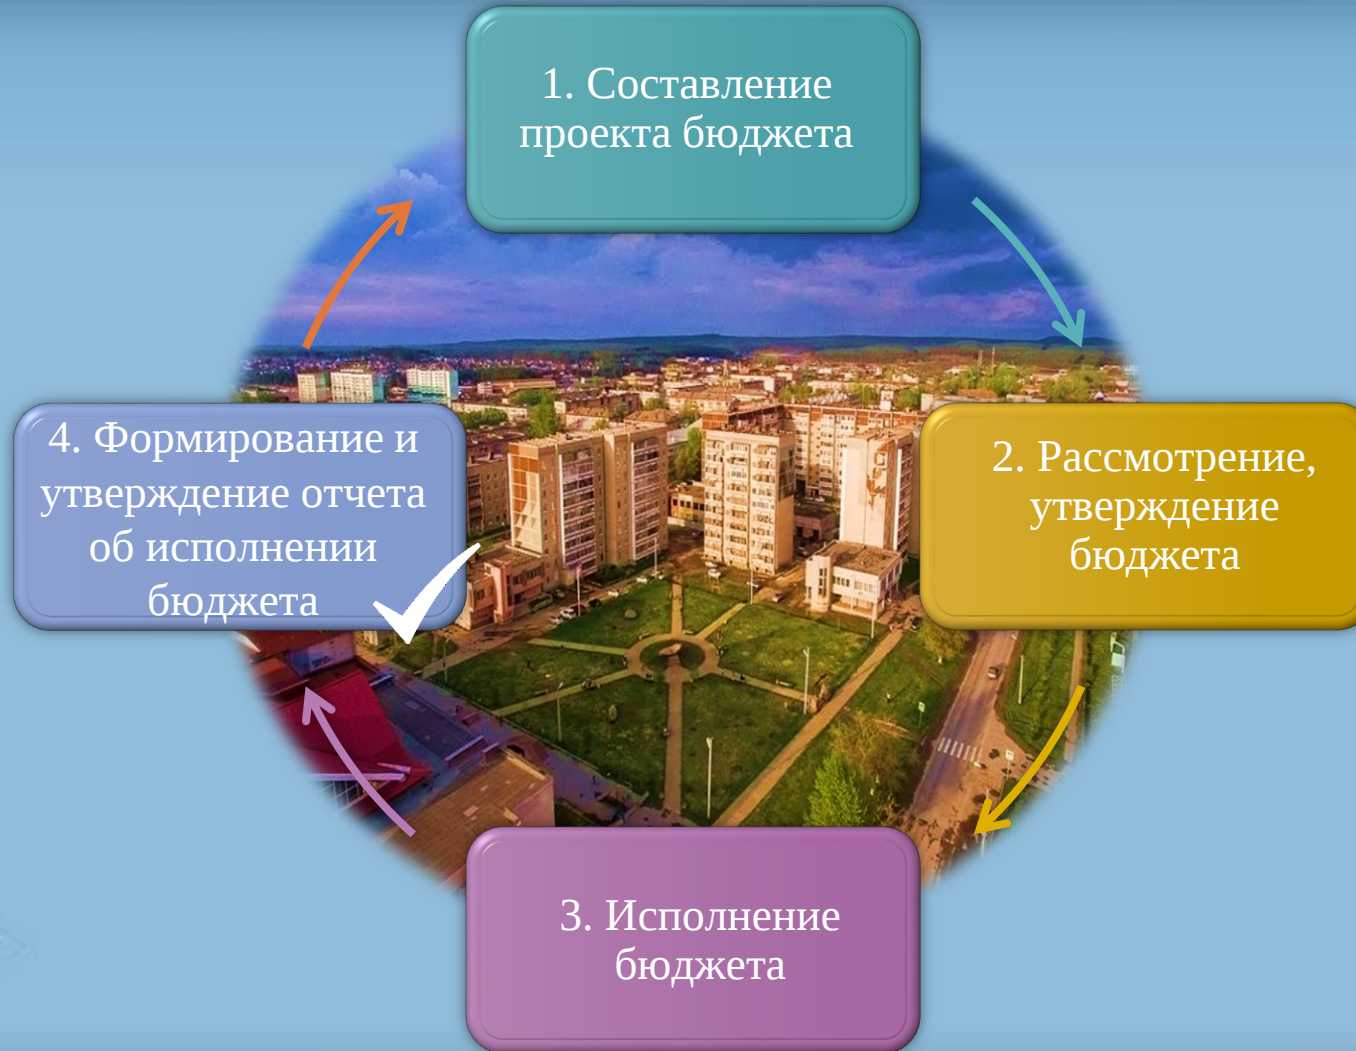 1. Составление
проекта бюджета
2. Рассмотрение,
утверждение
бюджета
3. Исполнение
бюджета
4. Формирование и
утверждение отчета
об исполнении
бюджета